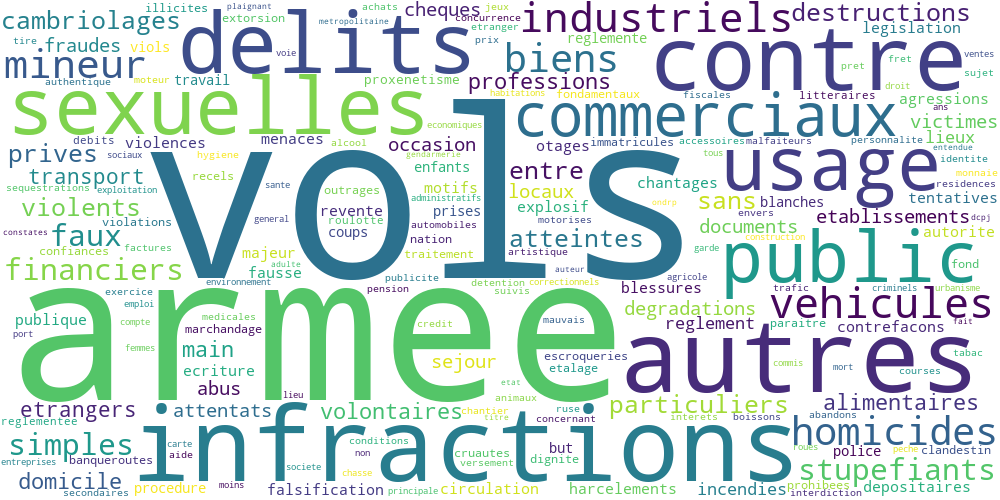 cambriolages
illicites
extorsion
plaignant
metropolitaine
achats
jeux
cheques
concurrence
etranger
prix
industriels
destructions
legislation
tire
fraudes
viols
voie
delits
contre
reglemente
biens
ventes
mineur
authentique
moteur
travail
proxenetisme
professions
pret
fret
sujet
habitations
fondamentaux
fiscales
litteraires
droit
agressions
ans
sexuelles
vols
economiques
commerciaux
victimes
lieux
debits
violences
menaces
alcool
occasion
gendarmerie
otages
immatricules
accessoires
malfaiteurs
personnalite
entendue
prives
sociaux
hygiene
recels
enfants
entre
tous
usage
identite
monnaie
transport
sante
sequestrations
exploitation
outrages
motifs
administratifs
locaux
chantages
sans
blanches
residences
tentatives
violents
violations
general
revente
roulotte
coups
prises
automobiles
explosif
motorises
ondrp
envers
documents
etablissements
dcpj
constates
faux
factures
confiances
majeur
nation
traitement
atteintes
artistique
garde
construction
public
autorite
financiers
adulte
fausse
environnement
publicite
auteur
detention
correctionnels
agricole
fond
exercice
emploi
pension
suivis
blessures
trafic
criminels
urbanisme
armee
degradations
vehicules
publique
compte
medicales
marchandage
credit
mauvais
reglement
paraitre
contrefacons
fait
port
femmes
main
ecriture
sejour
escroqueries
etalage
autres
commis
mort
courses
tabac
abus
lieu
etat
animaux
etrangers
reglementee
attentats
volontaires
chantier
titre
ruse
concernant
particuliers
interets
boissons
alimentaires
abandons
simples
carte
aide
infractions
conditions
non
cruautes
versement
but
dignite
homicides
roues
police
peche
clandestin
entreprises
banqueroutes
societe
chasse
stupefiants
domicile
secondaires
procedure
moins
falsification
principale
circulation
harcelements
incendies
prohibees
interdiction
depositaires